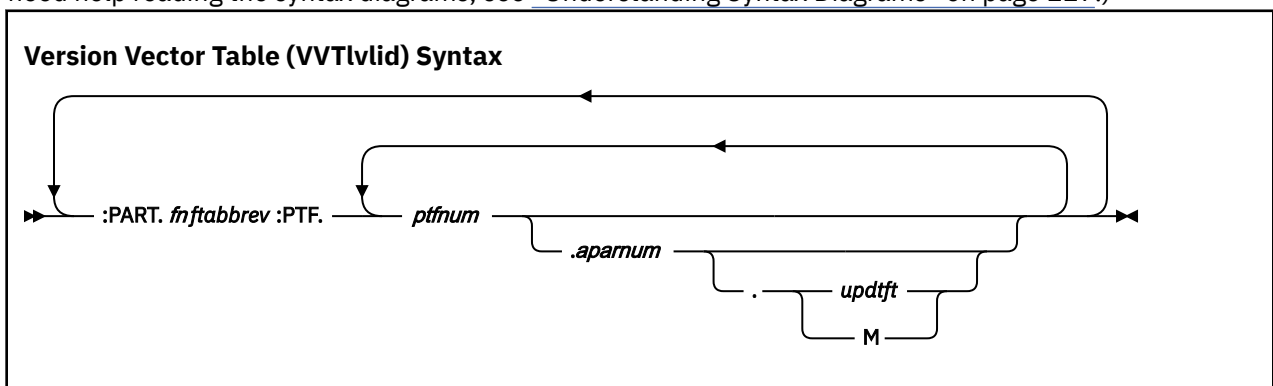 need help reading the syntax diagrams, see "Understanding Syntax Diagrams" on page 227.)
Version Vector Table (VVTlvlid) Syntax
:PART. fnftabbrev :PTF. ptfnum
.aparnum
. updtft
M